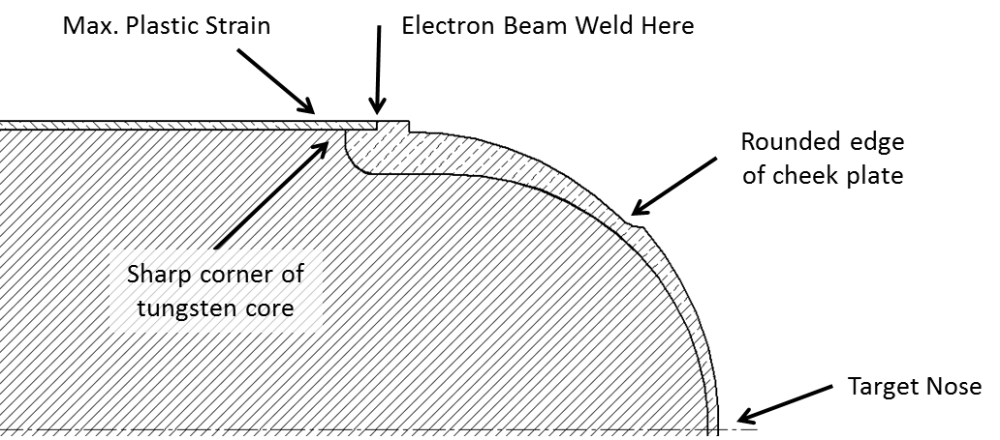 Max. Plastic Strain
Electron Beam Weld Here
Rounded edge
of cheek plate
Sharp corner of
tungsten core
Target Nose